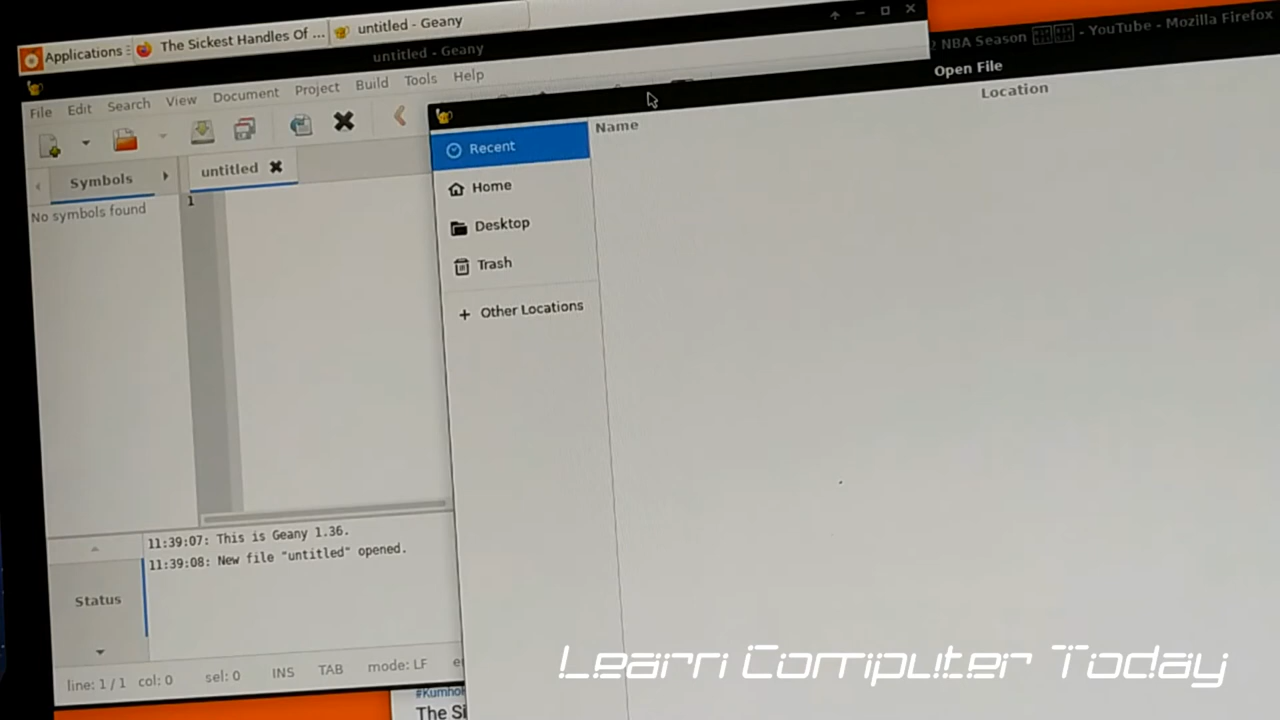 Applications
The Sickest Handles Of ...
untitled - Geany
untitled - Geany
NBA Season - YouTube - Mozilla Firefox
File Edit Search View Document Project Build Tools Help
Open File
Symbols
untitled
No symbols found
1
Name
Location
Recent
Home
Desktop
Trash
Other Locations
11:39:07: This is Geany 1.36.
11:39:08: New file "untitled" opened.
Status
line: 1 / 1 col: 0 sel: 0 INS TAB mode: LF
#Kumho
The Si
Learn Computer Today